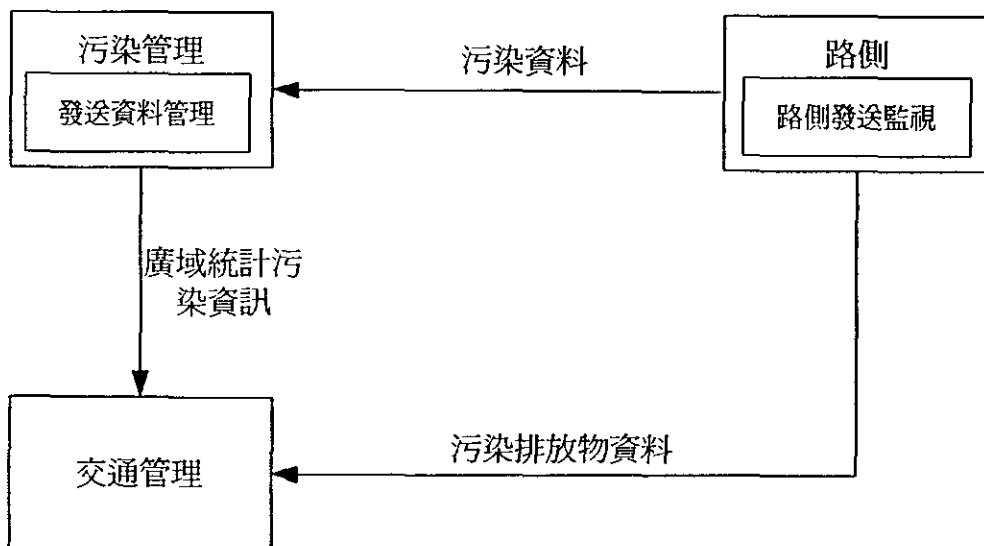 污染管理
發送資料管理
污染資料
路側
路側發送監視
廣域統計污
染資訊
污染排放物資料
交通管理